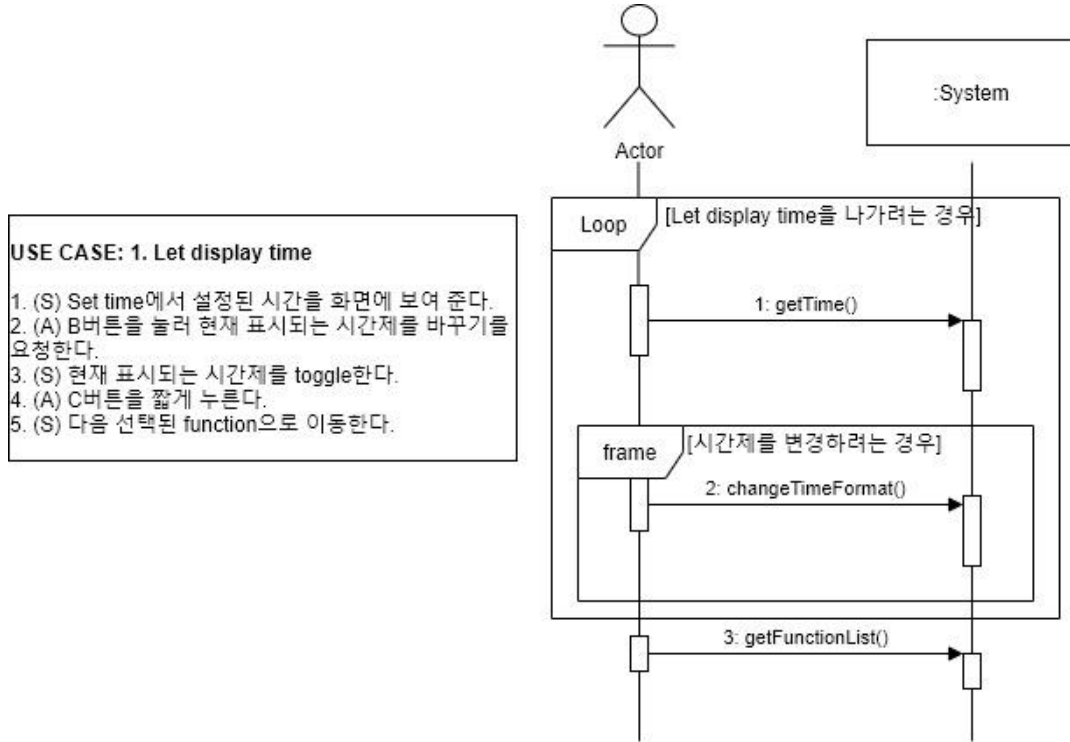 Actor
:System
Loop
[Let display time을 나가려는 경우]
USE CASE: 1. Let display time
1. (S) Set time에서 설정된 시간을 화면에 보여 준다.
2. (A) B버튼을 눌러 현재 표시되는 시간제를 바꾸기를
요청한다.
3. (S) 현재 표시되는 시간제를 toggle한다.
4. (A) C버튼을 짧게 누른다.
5. (S) 다음 선택된 function으로 이동한다.
1: getTime()
frame
[시간제를 변경하려는 경우]
2: changeTimeFormat()
3: getFunctionList()